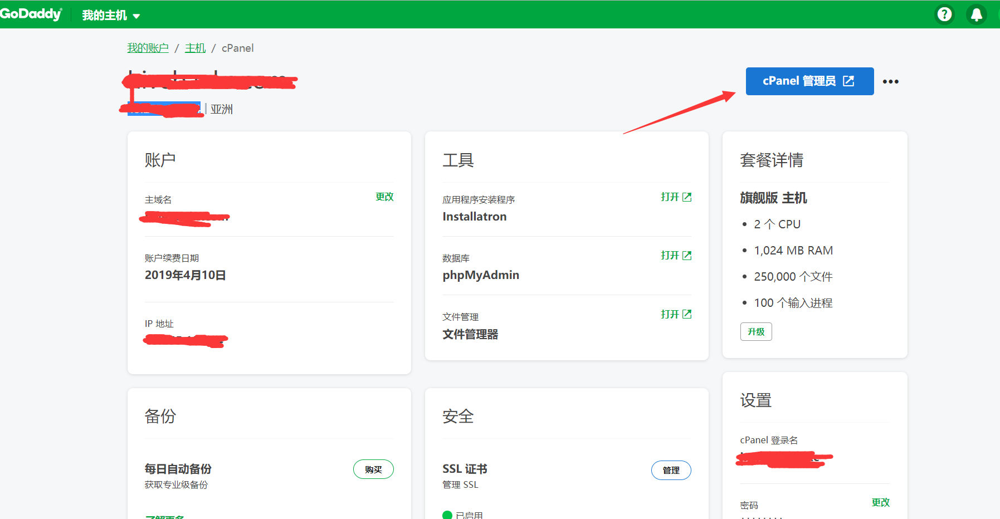 GoDaddy 我的主机
我的账户 / 主机 / cPanel
cPanel 管理员
| 亚洲
账户
主域名 更改
账户续费日期
2019年4月10日
IP 地址
工具
应用程序安装程序 打开
Installatron
数据库 打开
phpMyAdmin
文件管理 打开
文件管理器
套餐详情
旗舰版 主机
2 个 CPU
1,024 MB RAM
250,000 个文件
100 个输入进程
升级
备份
每日自动备份 购买
获取专业级备份
了解更多
安全
SSL 证书 管理
管理 SSL
已启用
设置
cPanel 登录名
密码 更改